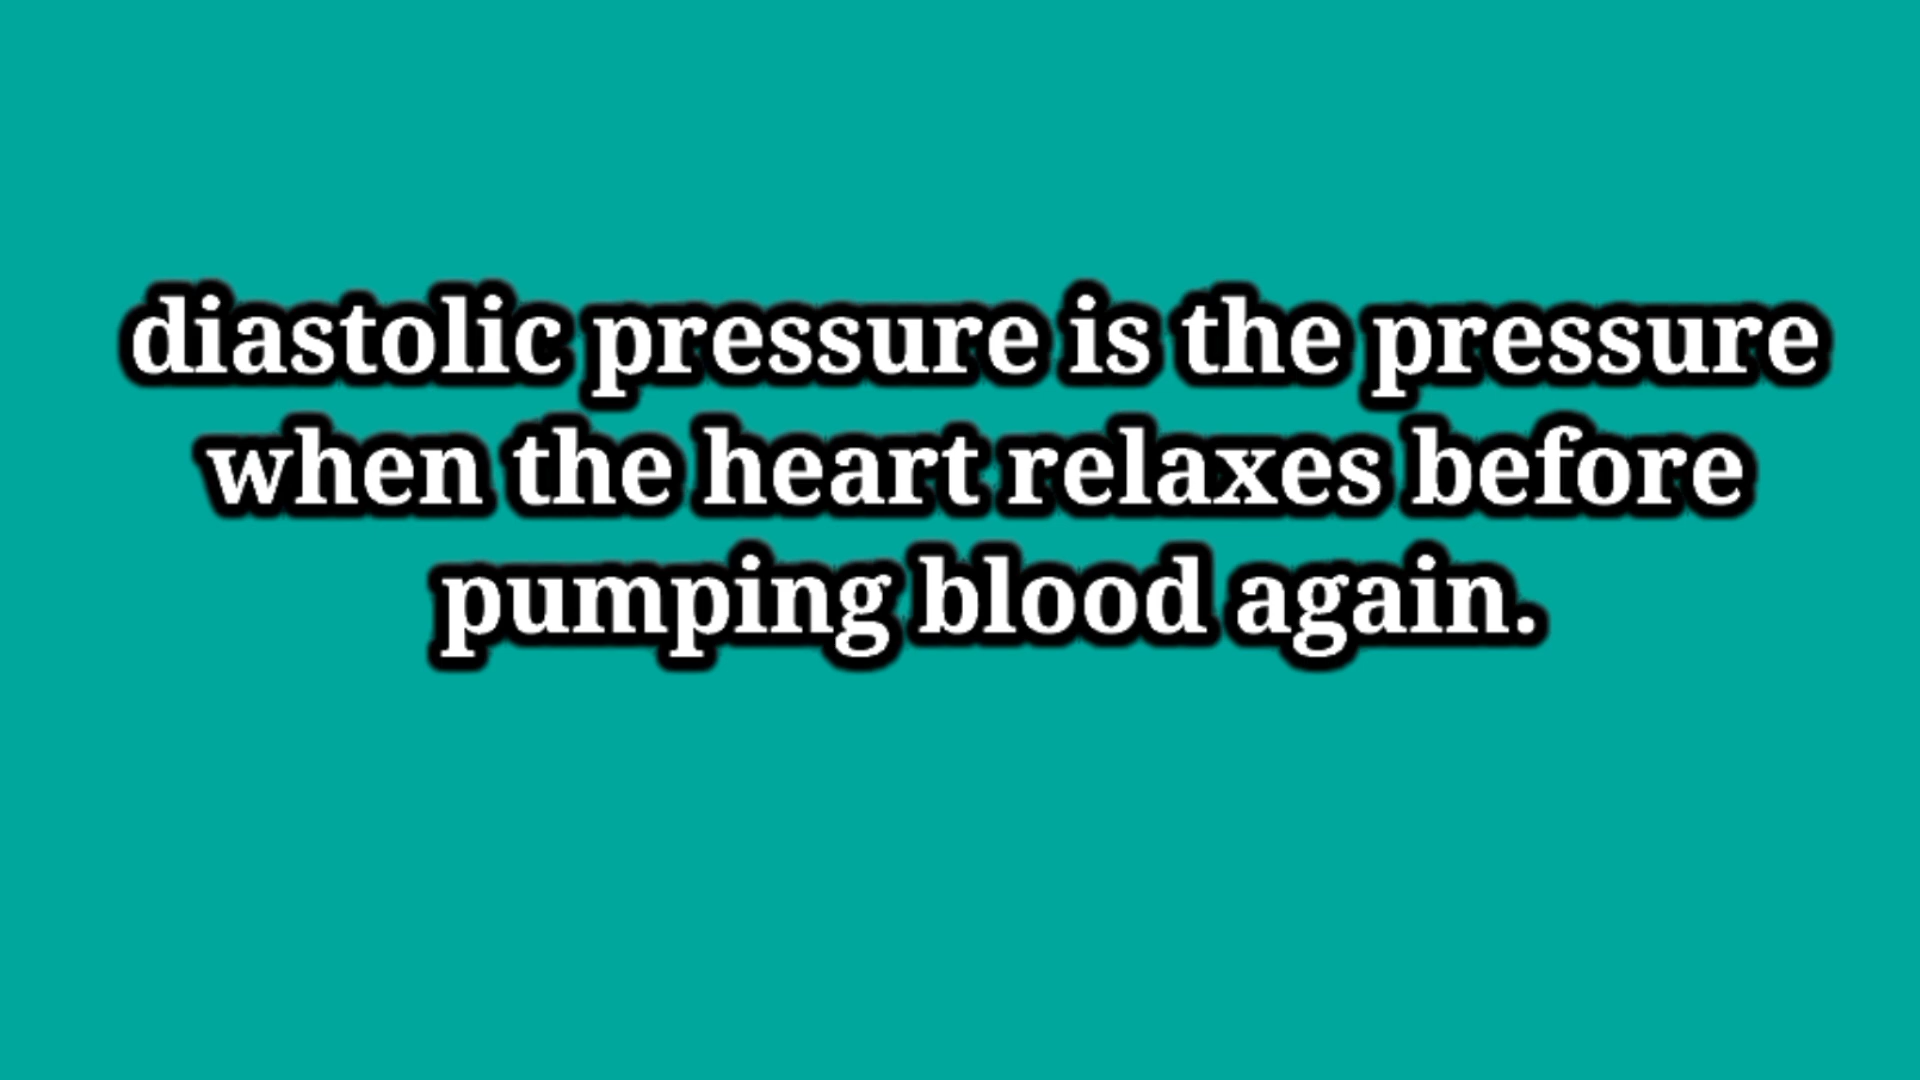 diastolic pressure is the pressure
when the heart relaxes before
pumping blood again.